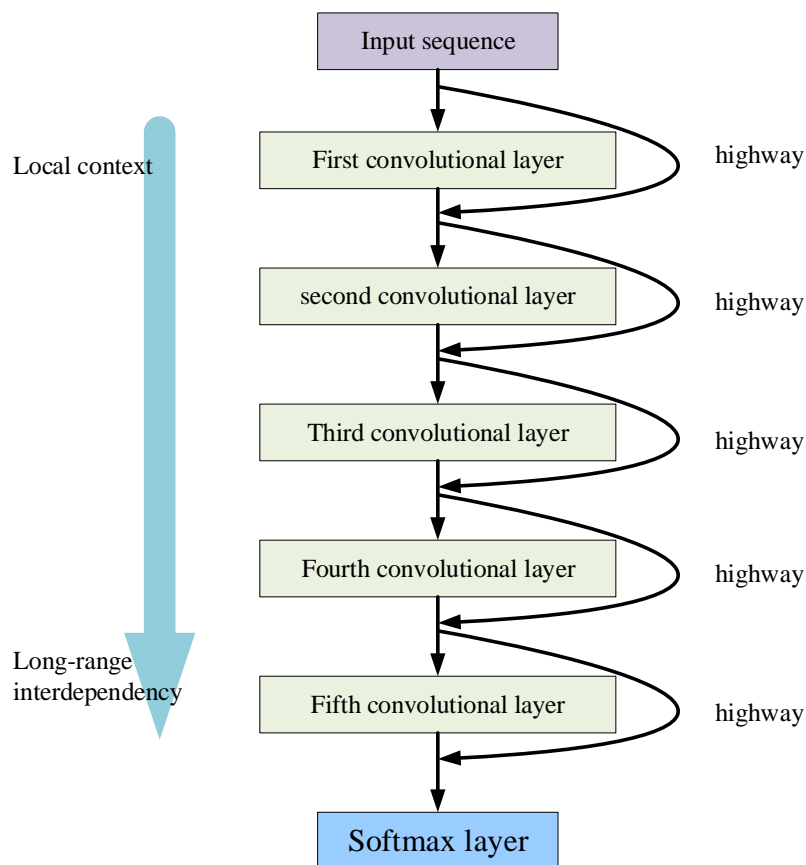 Input sequence
First convolutional layer
highway
Local context
second convolutional layer
highway
Third convolutional layer
highway
Fourth convolutional layer
highway
Long-range
interdependency
Fifth convolutional layer
highway
Softmax layer